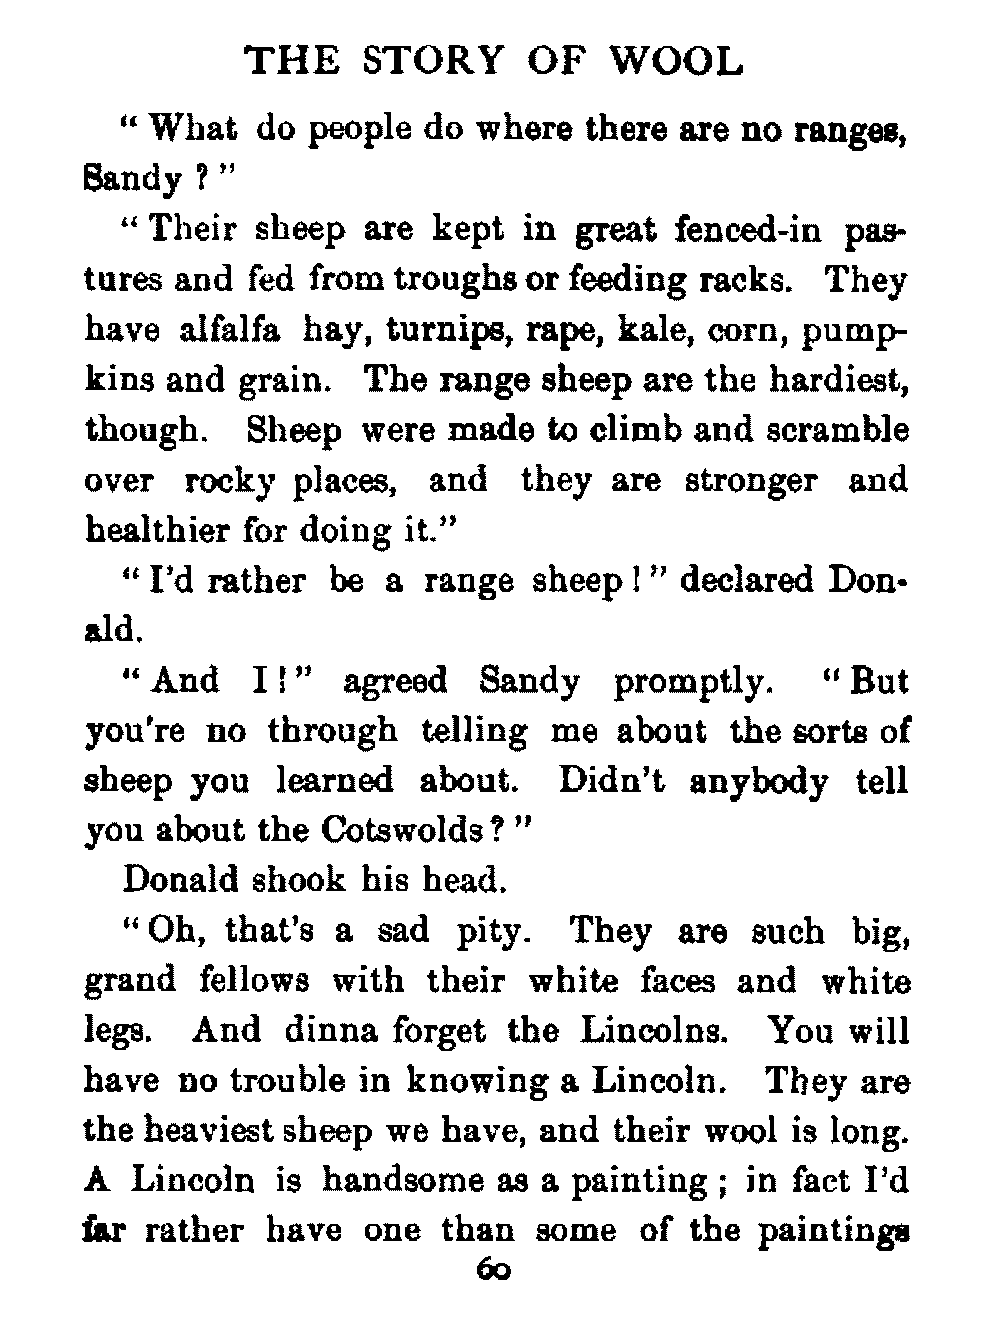 THE STORY OF WOOL
“ What do people do where there are no ranges,
Sandy ? ”
“ Their sheep are kept in great fenced-in pas-
tures and fed from troughs or feeding racks. They
have alfalfa hay, turnips, rape, kale, corn, pump-
kins and grain. The range sheep are the hardiest,
though. Sheep were made to climb and scramble
over rocky places, and they are stronger and
healthier for doing it.”
“ I’d rather be a range sheep ! ” declared Don-
ald.
“ And I ! ” agreed Sandy promptly. “ But
you’re no through telling me about the sorts of
sheep you learned about. Didn’t anybody tell
you about the Cotswolds ? ”
Donald shook his head.
“ Oh, that’s a sad pity. They are such big,
grand fellows with their white faces and white
legs. And dinna forget the Lincolns. You will
have no trouble in knowing a Lincoln. They are
the heaviest sheep we have, and their wool is long.
A Lincoln is handsome as a painting ; in fact I’d
far rather have one than some of the paintings
60